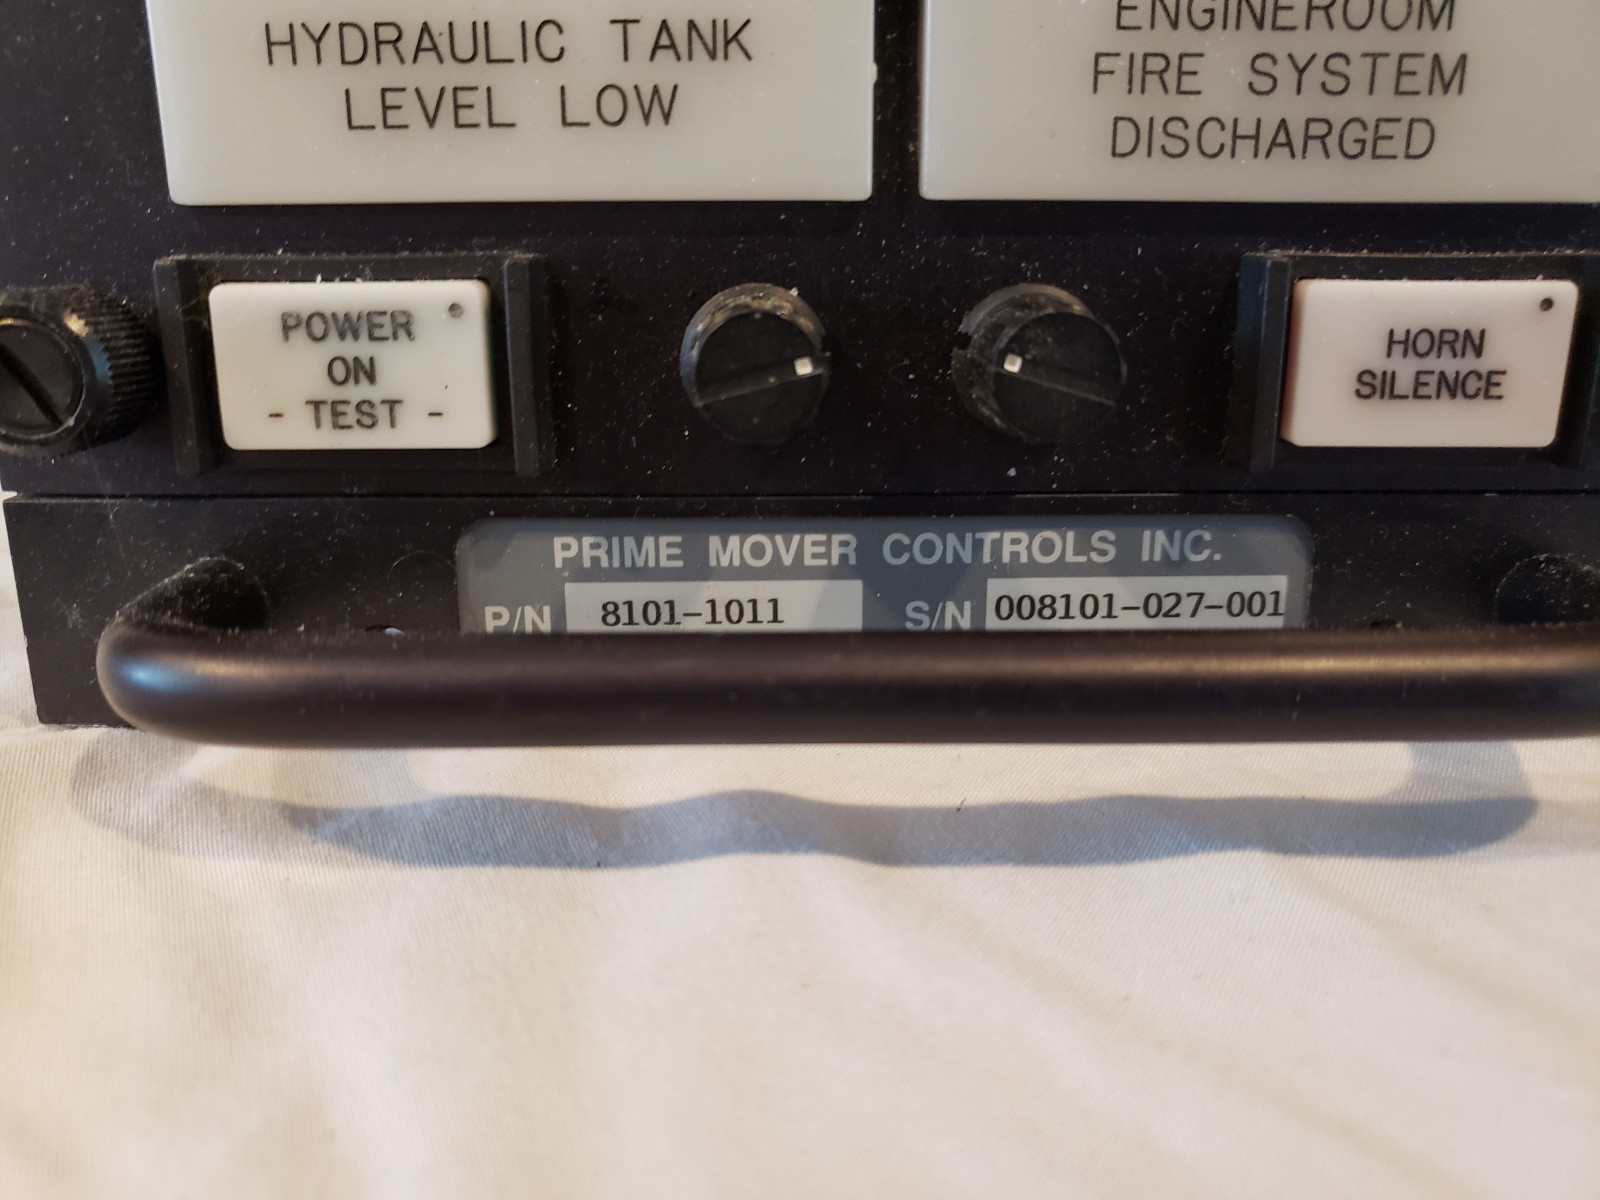 HYDRAULIC TANK
LEVEL LOW
ENGINEROOM
FIRE SYSTEM
DISCHARGED
POWER
ON
- TEST -
HORN
SILENCE
PRIME MOVER CONTROLS INC.
P/N 8101-1011 S/N 008101-027-001